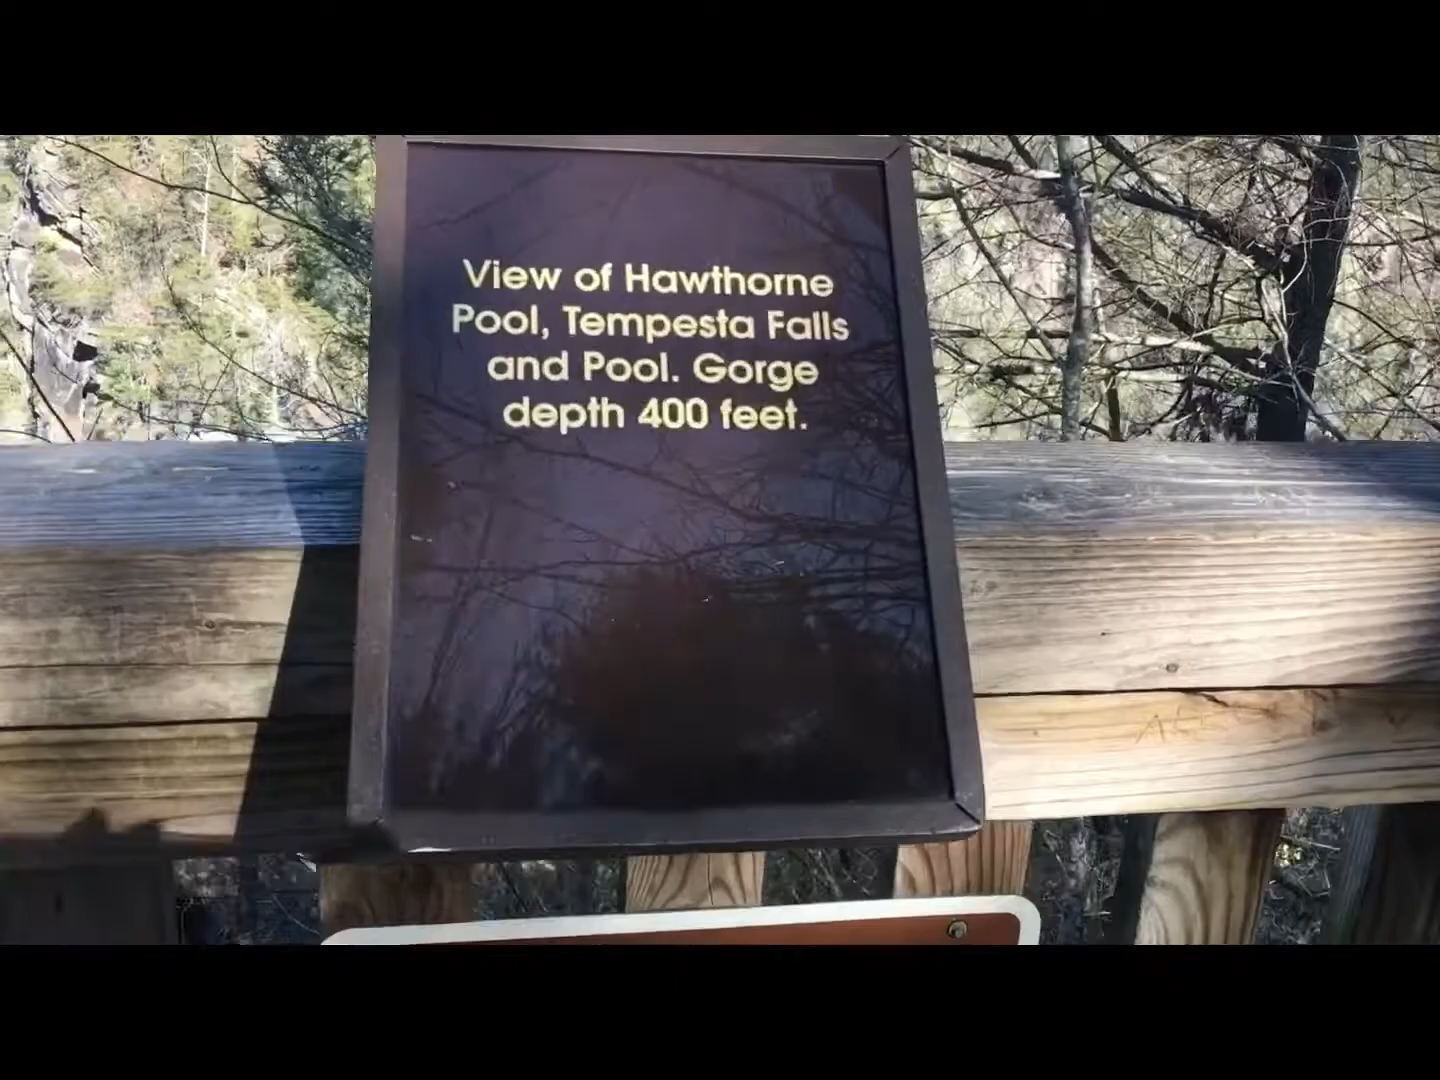 View of Hawthorne
Pool, Tempesta Falls
and Pool. Gorge
depth 400 feet.